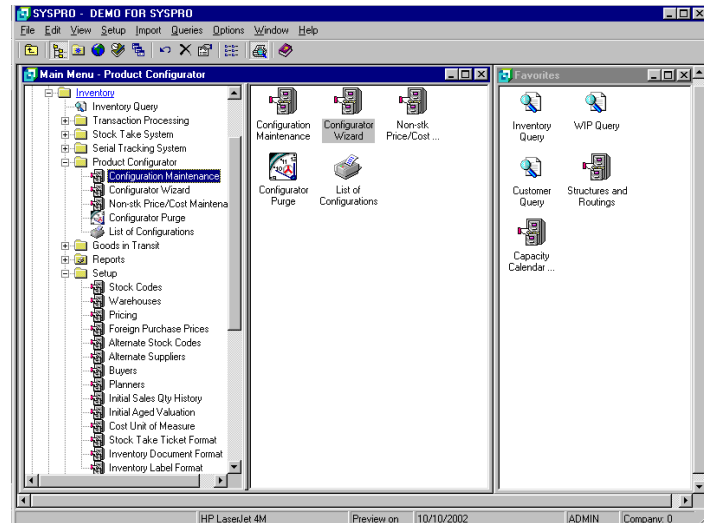 SYSPRO - DEMO FOR SYSPRO
File Edit View Setup Import Queries Options Window Help
Main Menu - Product Configurator
Inventory
Inventory Query
Transaction Processing
Stock Take System
Serial Tracking System
Product Configurator
Configuration Maintenance
Configurator Wizard
Non-stk Price/Cost Maintena
Configurator Purge
List of Configurations
Goods in Transit
Reports
Setup
Stock Codes
Warehouses
Pricing
Foreign Purchase Prices
Alternate Stock Codes
Alternate Suppliers
Buyers
Planners
Initial Sales Qty History
Initial Aged Valuation
Cost Unit of Measure
Stock Take Ticket Format
Inventory Document Format
Inventory Label Format
Configuration
Maintenance
Configurator
Wizard
Non-stk
Price/Cost ...
Configurator
Purge
List of
Configurations
Favorites
Inventory
Query
WIP Query
Customer
Query
Structures and
Routings
Capacity
Calendar ...
HP LaserJet 4M Preview on 10/10/2002 ADMIN Company: 0